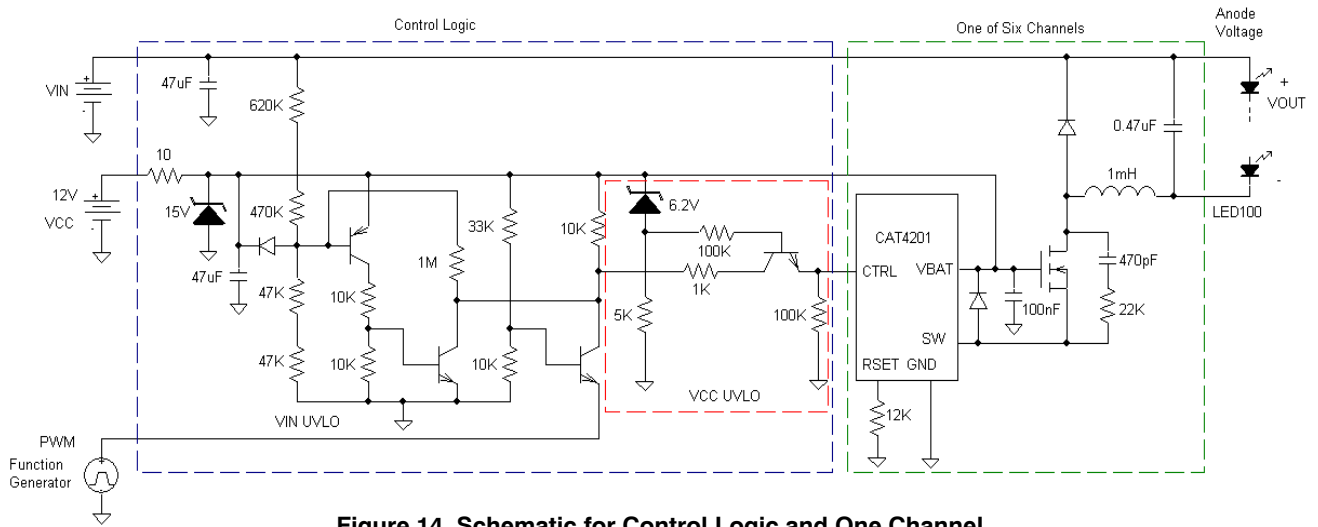 Control Logic
One of Six Channels
Anode
Voltage
VIN
47uF
620K
0.47uF
+
VOUT
-
12V
VCC
10
15V
470K
47uF
47K
47K
10K
10K
1M
33K
10K
10K
6.2V
100K
1K
5K
100K
VCC UVLO
VIN UVLO
1mH
LED100
CAT4201
CTRL
VBAT
SW
RSET GND
12K
100nF
470pF
22K
PWM
Function
Generator
Figure 14. Schematic for Control Logic and One Channel